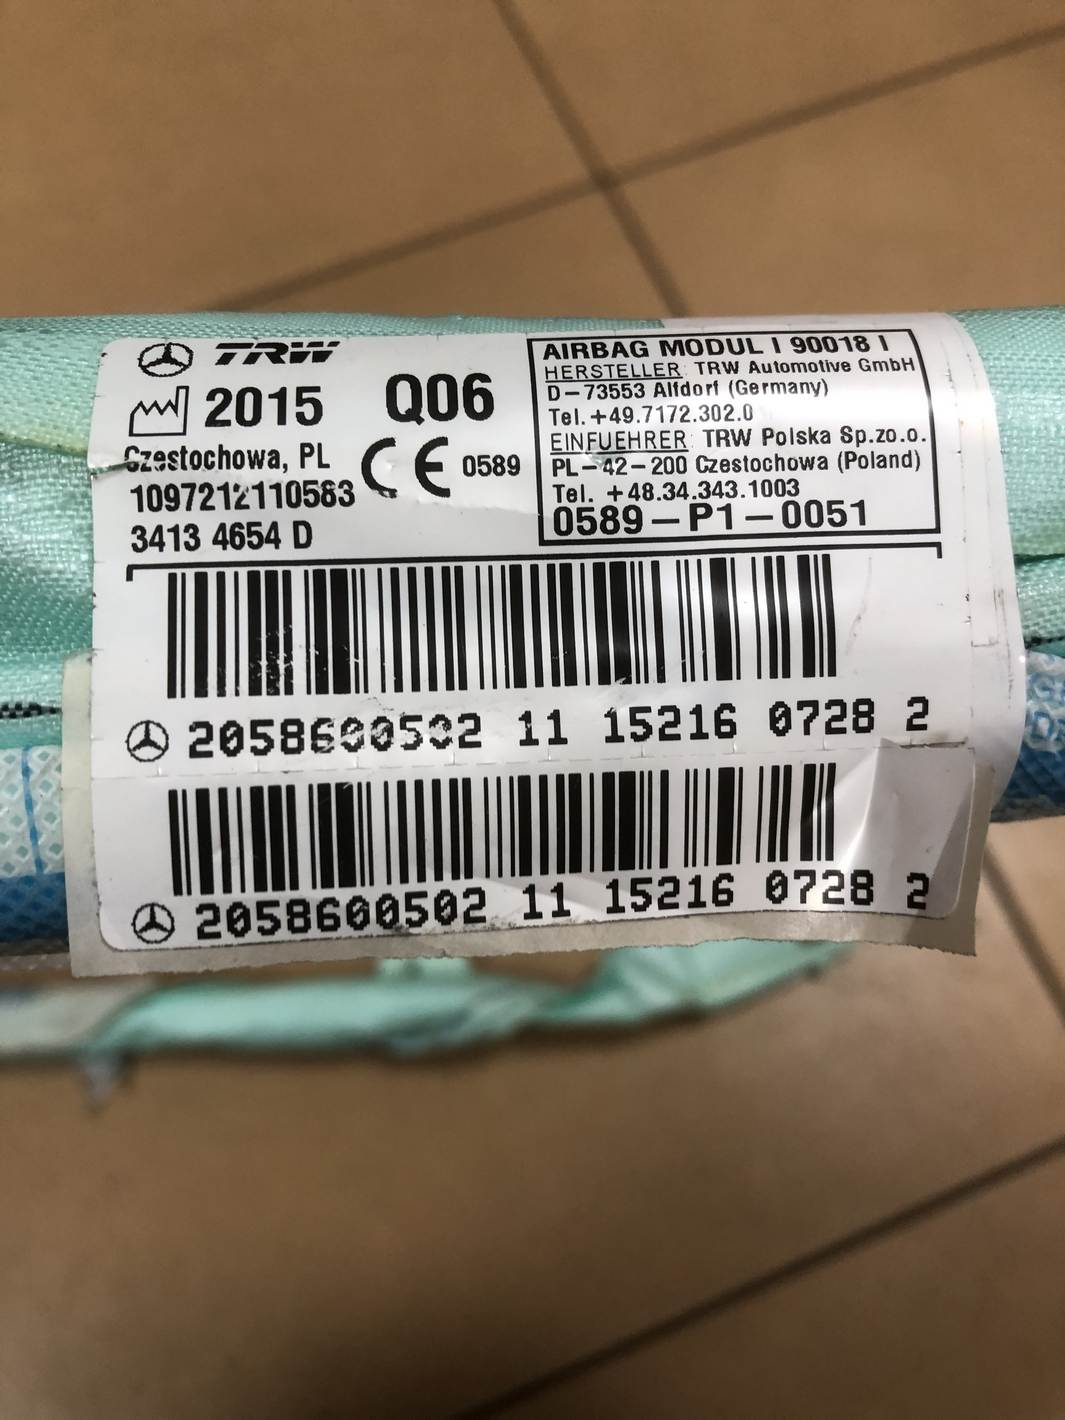 TRW
2015 Q06
Czestochowa, PL
1097212110583
3413 4654 D
CE 0589
AIRBAG MODUL I 90018 I
HERSTELLER: TRW Automotive GmbH
D-73553 Alfdorf (Germany)
Tel.+49.7172.302.0
EINFUEHRER: TRW Polska Sp.zo.o.
PL-42-200 Czestochowa (Poland)
Tel. +48.34.343.1003
0589-P1-0051
2058600502 11 15216 0728 2
2058600502 11 15216 0728 2